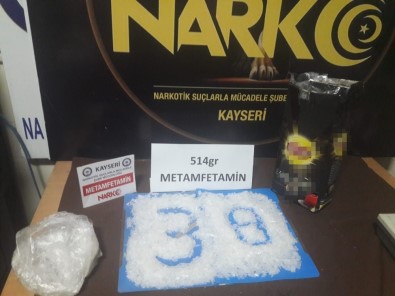 NARKO
NARKOTİK SUÇLARLA MÜCADELE ŞUBE
KAYSERİ
NA
KAYSERİ
METAMFETAMİN
NARKO
514gr
METAMFETAMİN
38